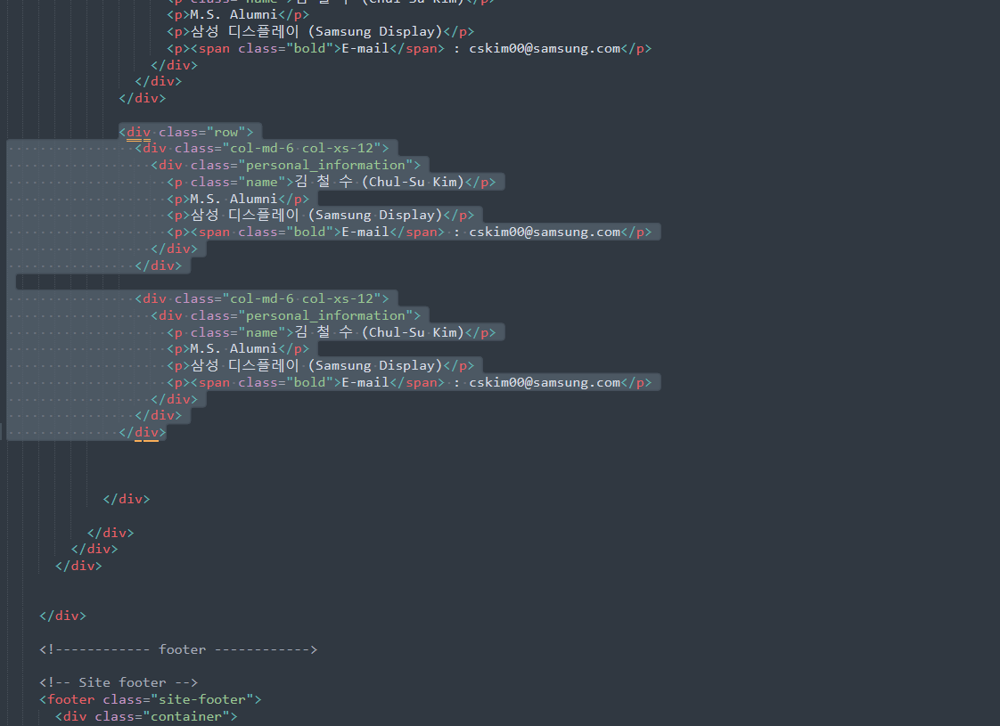 <p class="name">김 철 수 (Chul-Su Kim)</p>
<p>M.S. Alumni</p>
<p>삼성 디스플레이 (Samsung Display)</p>
<p><span class="bold">E-mail</span> : cskim00@samsung.com</p>
</div>
</div>
</div>
<div class="row">
<div class="col-md-6 col-xs-12">
<div class="personal_information">
<p class="name">김 철 수 (Chul-Su Kim)</p>
<p>M.S. Alumni</p>
<p>삼성 디스플레이 (Samsung Display)</p>
<p><span class="bold">E-mail</span> : cskim00@samsung.com</p>
</div>
</div>
<div class="col-md-6 col-xs-12">
<div class="personal_information">
<p class="name">김 철 수 (Chul-Su Kim)</p>
<p>M.S. Alumni</p>
<p>삼성 디스플레이 (Samsung Display)</p>
<p><span class="bold">E-mail</span> : cskim00@samsung.com</p>
</div>
</div>
</div>
</div>
</div>
</div>
</div>
</div>
<!------------ footer ------------>
<!-- Site footer -->
<footer class="site-footer">
<div class="container">